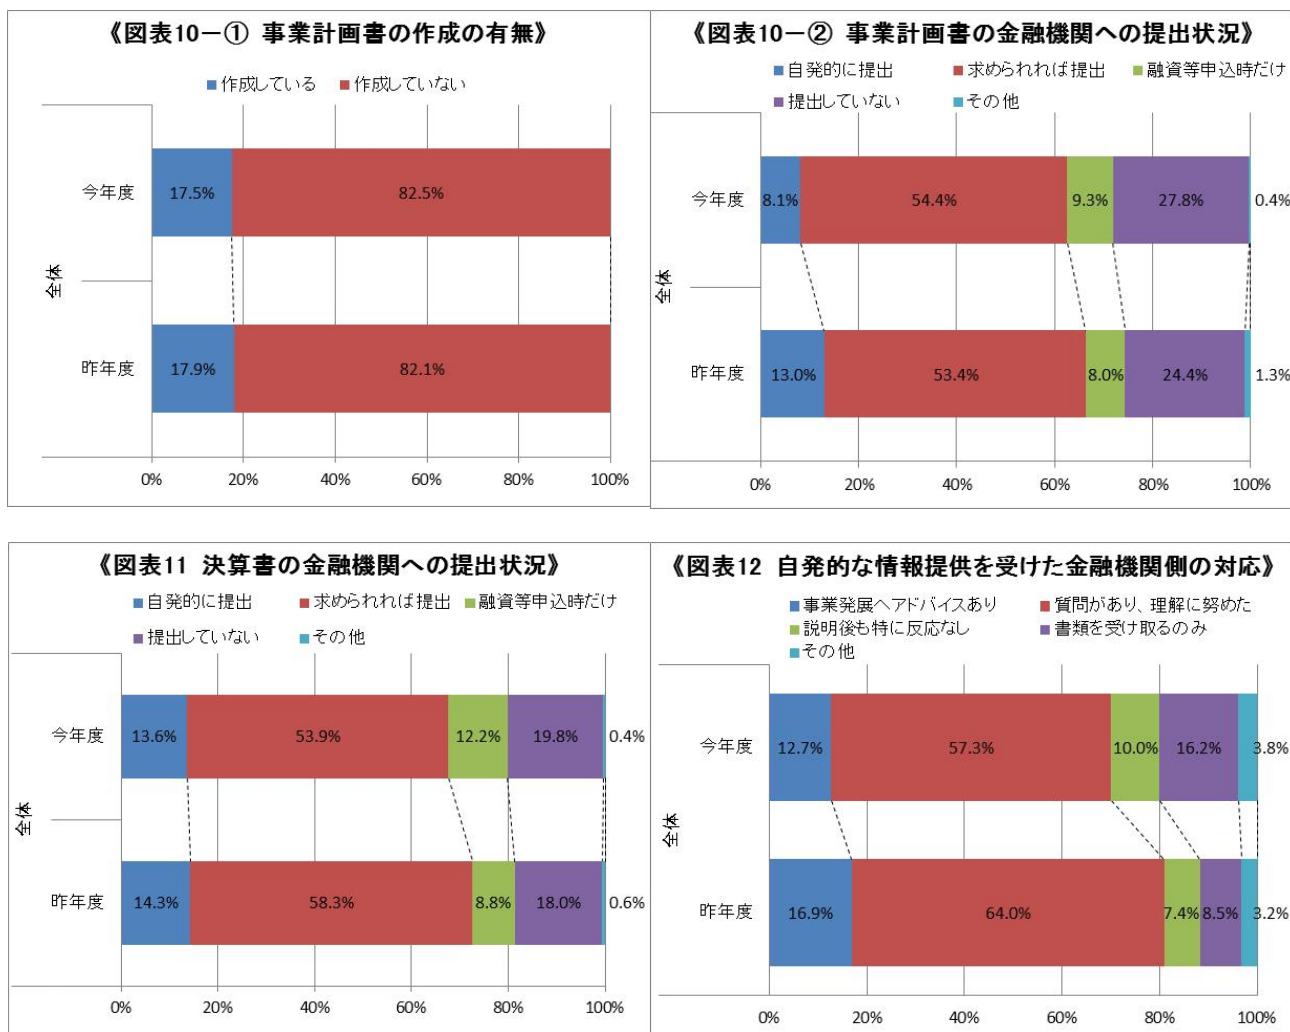 《図表10－① 事業計画書の作成の有無》
作成している 作成していない
今年度
17.5% 82.5%
全体
昨年度
17.9% 82.1%
0% 20% 40% 60% 80% 100%
《図表10－② 事業計画書の金融機関への提出状況》
自発的に提出 求められれば提出 融資等申込時だけ
提出していない その他
今年度
8.1% 54.4% 9.3% 27.8% 0.4%
全体
昨年度
13.0% 53.4% 8.0% 24.4% 1.3%
0% 20% 40% 60% 80% 100%
《図表11 決算書の金融機関への提出状況》
自発的に提出 求められれば提出 融資等申込時だけ
提出していない その他
今年度
13.6% 53.9% 12.2% 19.8% 0.4%
全体
昨年度
14.3% 58.3% 8.8% 18.0% 0.6%
0% 20% 40% 60% 80% 100%
《図表12 自発的な情報提供を受けた金融機関側の対応》
事業発展へアドバイスあり 質問があり、理解に努めた
説明後も特に反応なし 書類を受け取るのみ
その他
今年度
12.7% 57.3% 10.0% 16.2% 3.8%
全体
昨年度
16.9% 64.0% 7.4% 8.5% 3.2%
0% 20% 40% 60% 80% 100%